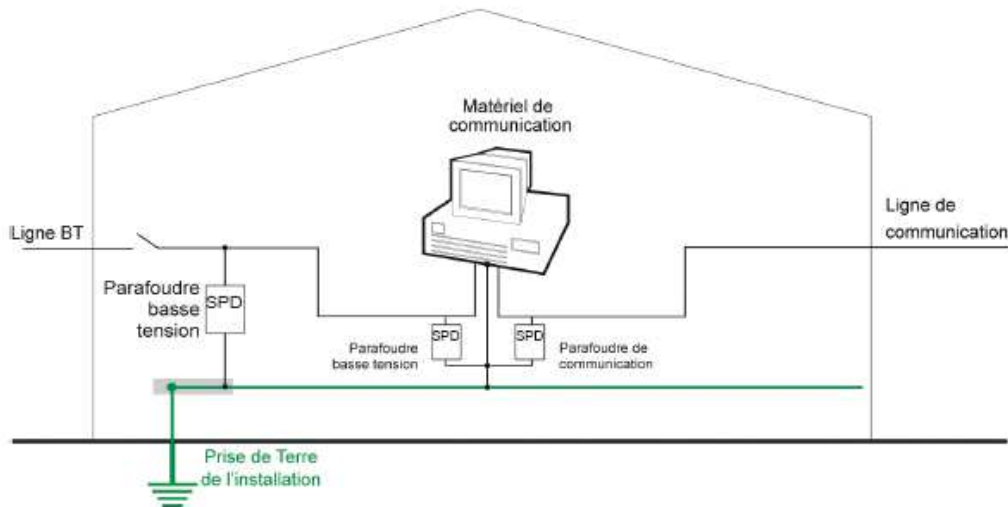 Matériel de
communication
Ligne BT
Ligne de
communication
Parafoudre
basse
tension
SPD
SPD
SPD
Parafoudre
basse tension
Parafoudre de
communication
Prise de Terre
de l'installation